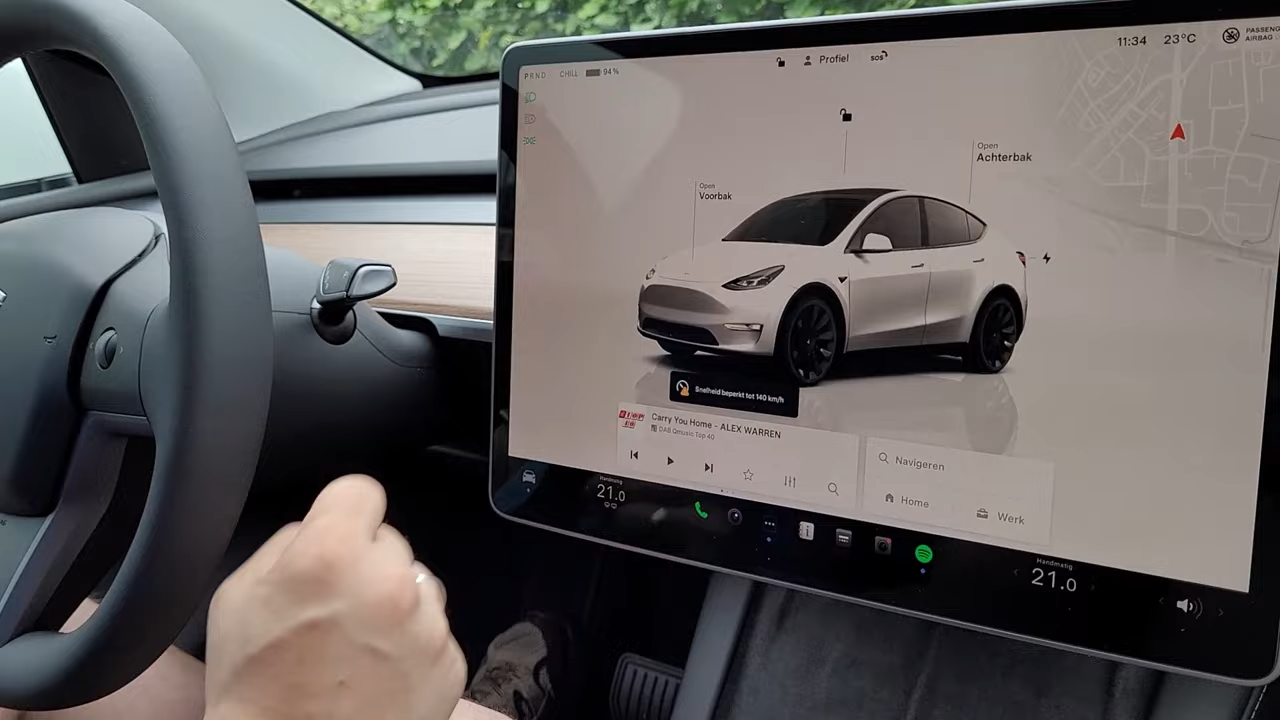 11:34 23°C PASSENG
AIRBAG
Profiel SOS
PRND CHILL 94%
Open
Achterbak
Open
Voorbak
Snelheid beperkt tot 140 km/h
Carry You Home - ALEX WARREN
DAB Qmusic Top 40
Navigeren
Home Werk
Handmatig
21.0
Handmatig
21.0